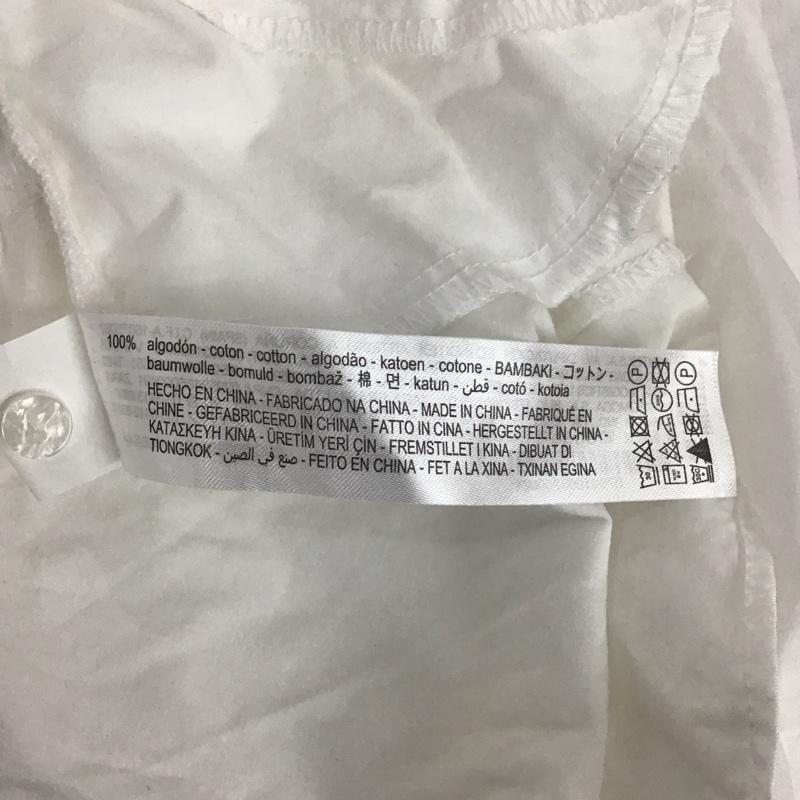 100% algodón - coton - cotton - algodão - katoen - cotone - BAMBAKI - コットン -
baumwolle - bomuld - bombaž - 棉 - 면 - katun - قطن - cotó - kotoia
HECHO EN CHINA - FABRICADO NA CHINA - MADE IN CHINA - FABRIQUÉ EN
CHINE - GEFABRICEERD IN CHINA - FATTO IN CINA - HERGESTELLT IN CHINA -
ΚΑΤΑΣΚΕΥΗ ΚΙΝΑ - ÜRETİM YERİ ÇİN - FREMSTILLET I KINA - DIBUAT DI
TIONGKOK - صنع في الصين - FEITO EN CHINA - FET A LA XINA - TXINAN EGINA
P
P